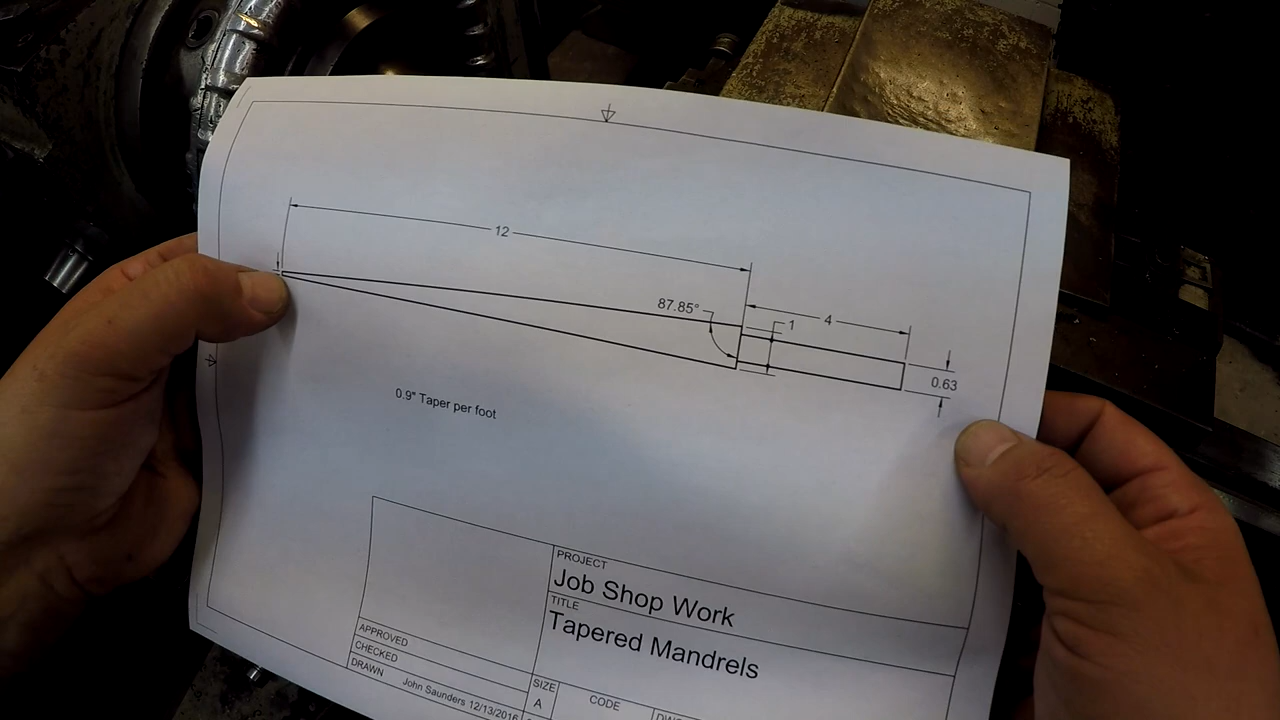 12
87.85°
1
4
0.63
0.9" Taper per foot
PROJECT
Job Shop Work
TITLE
Tapered Mandrels
APPROVED
CHECKED
DRAWN John Saunders 12/13/2016
SIZE
A
CODE